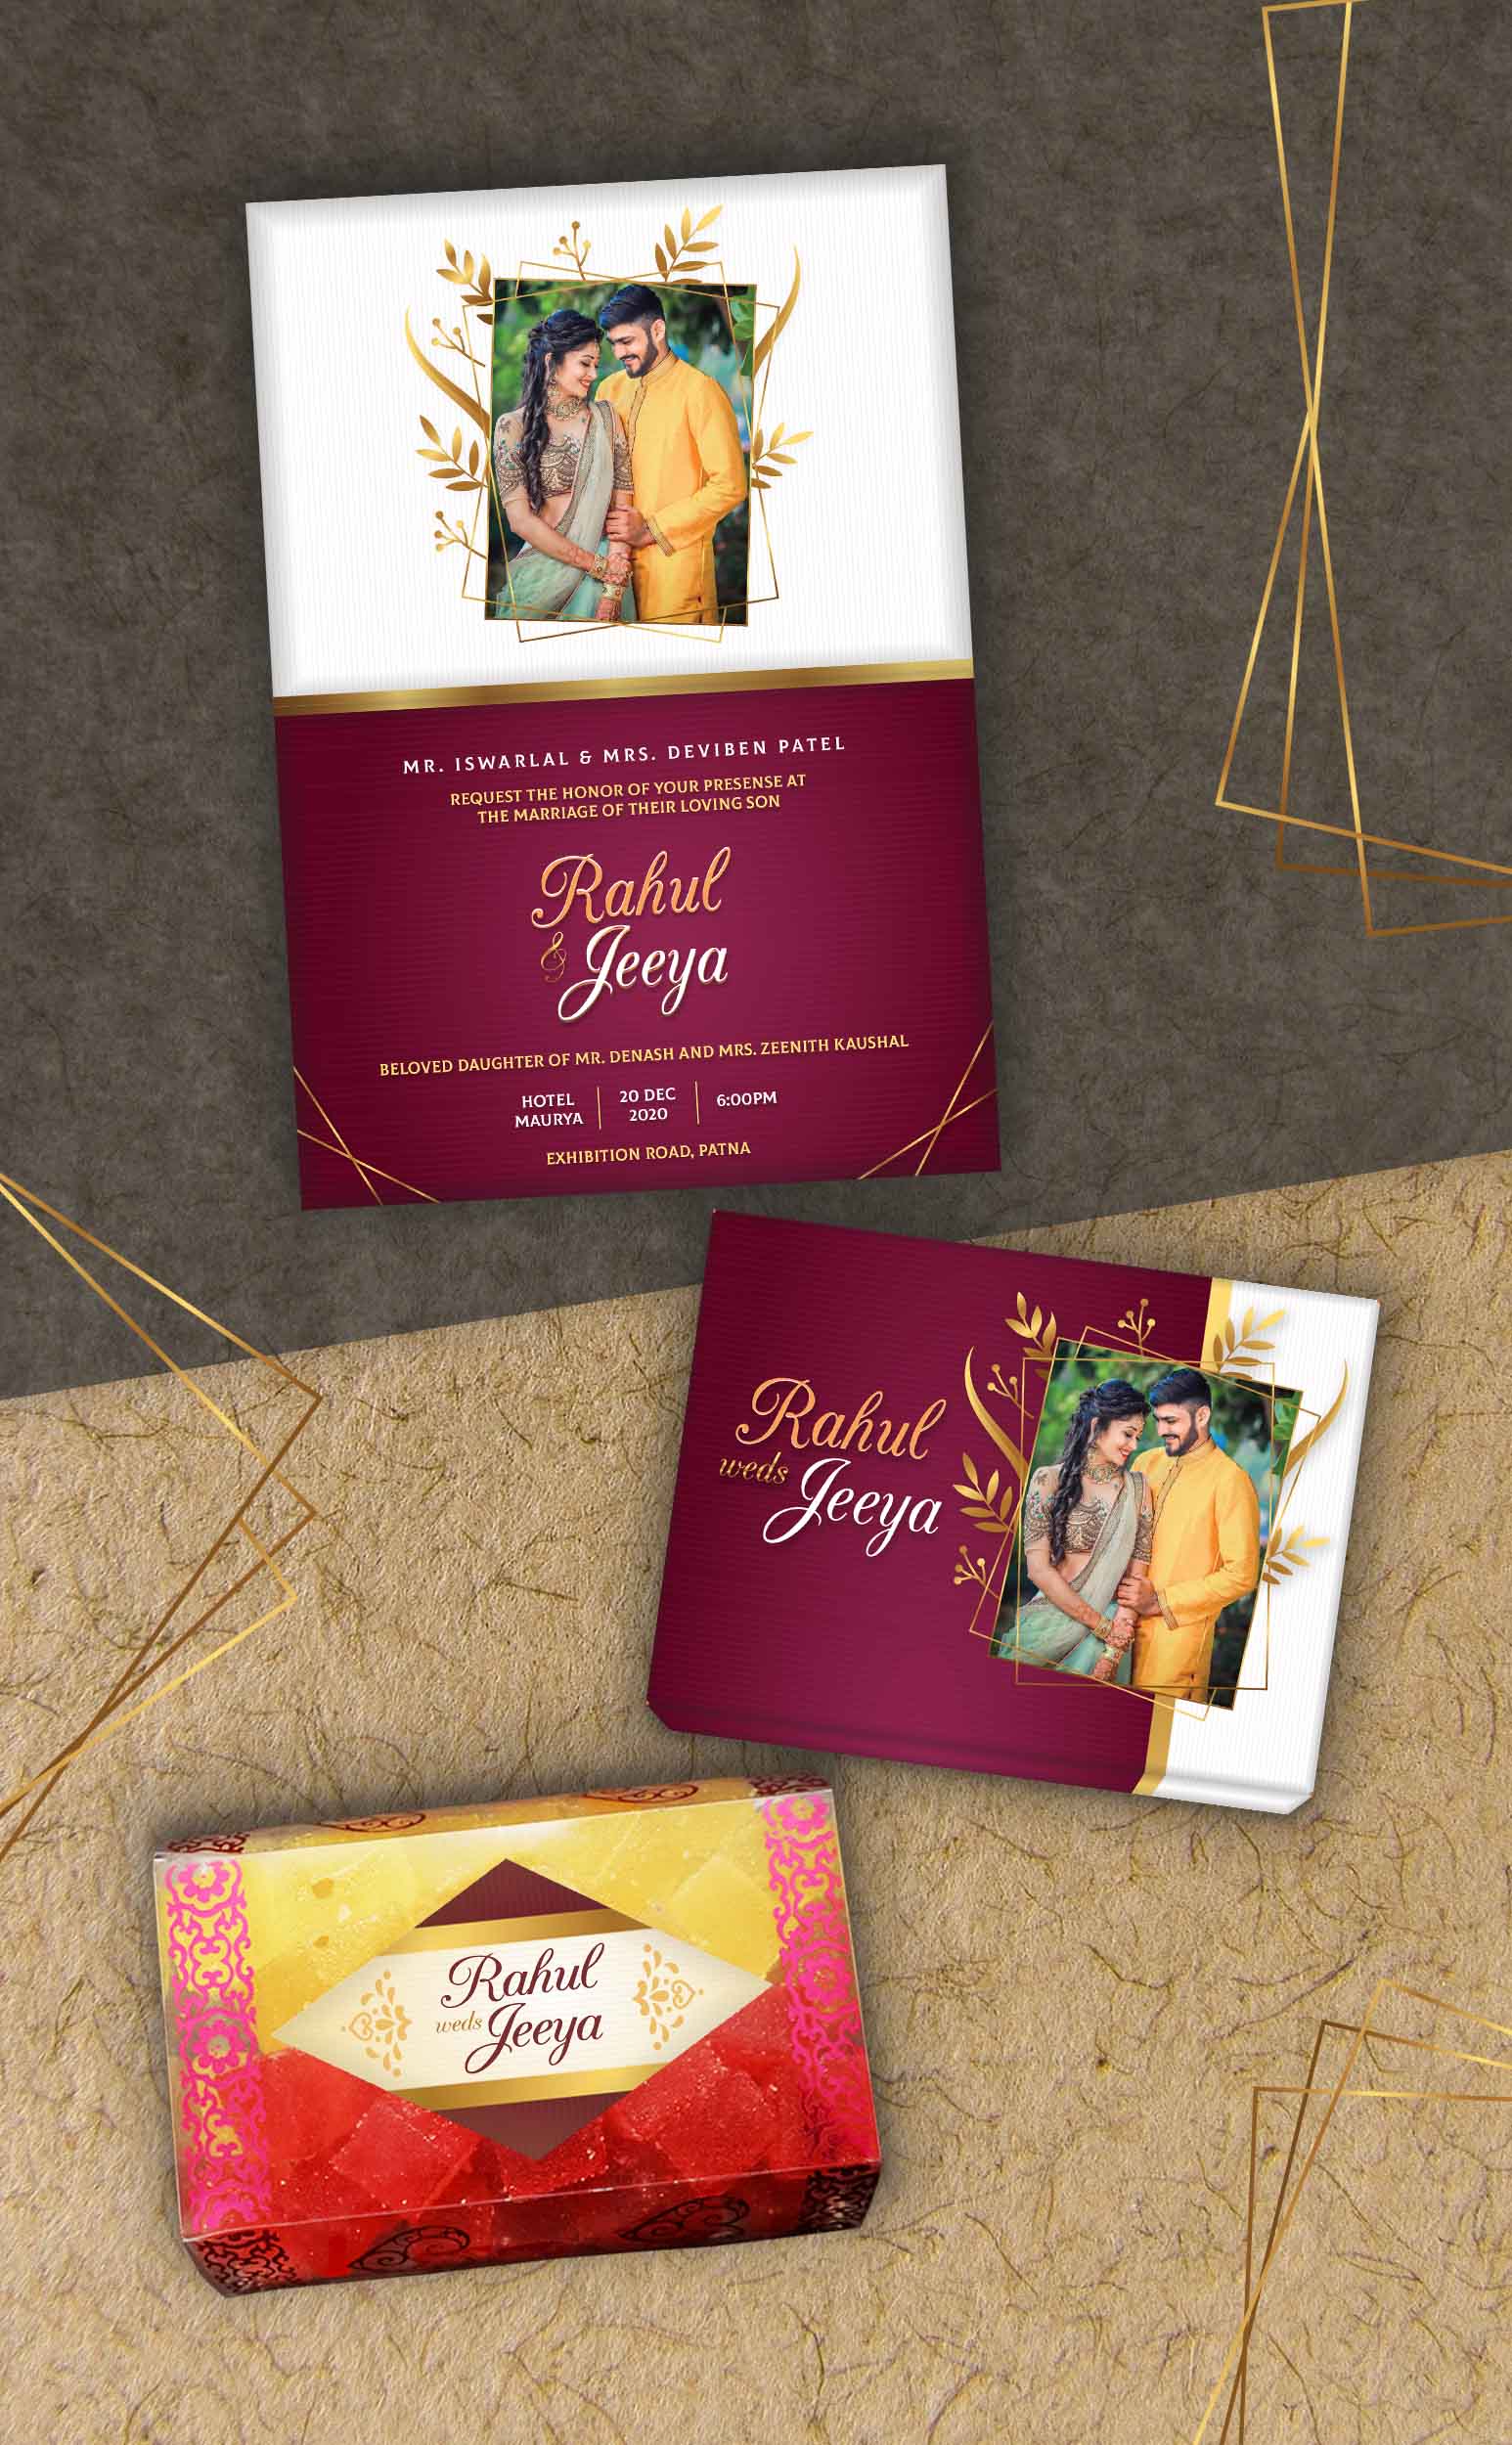 MR. ISWARLAL & MRS. DEVIBEN PATEL
REQUEST THE HONOR OF YOUR PRESENSE AT
THE MARRIAGE OF THEIR LOVING SON
Rahul
& Jeeya
BELOVED DAUGHTER OF MR. DENASH AND MRS. ZEENITH KAUSHAL
HOTEL
MAURYA
20 DEC
2020
6:00PM
EXHIBITION ROAD, PATNA
Rahul
weds Jeeya
Rahul
weds Jeeya